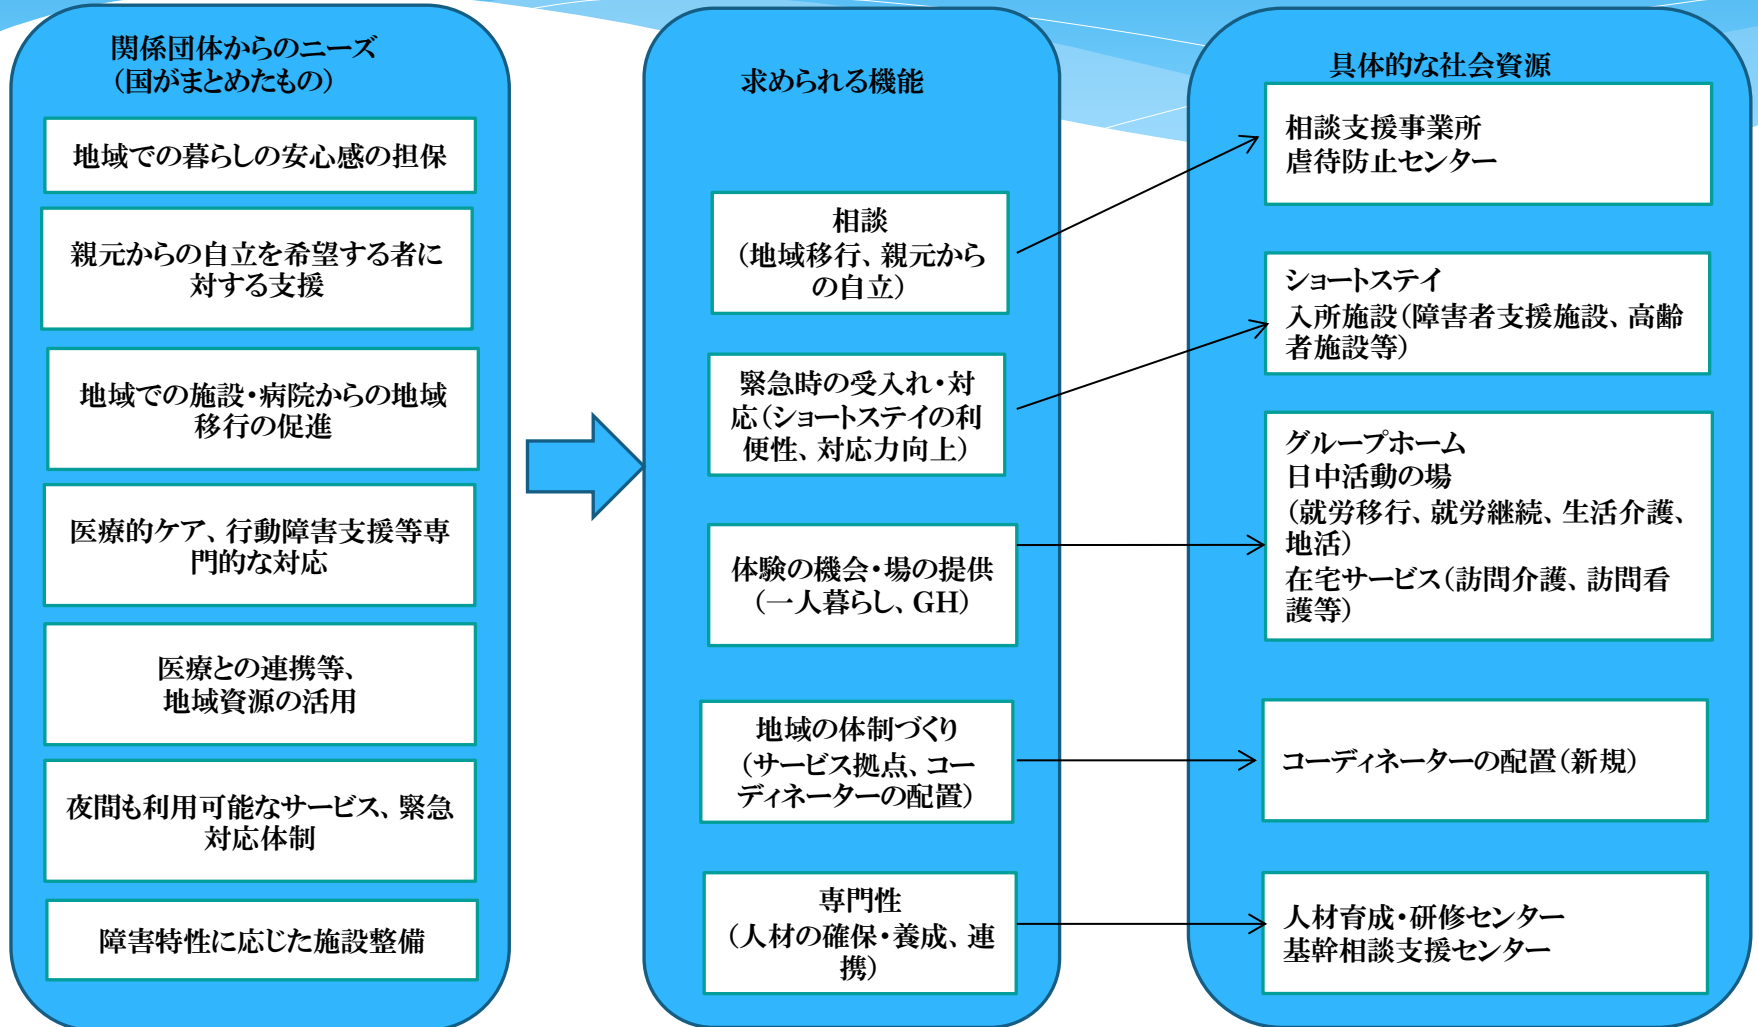 関係団体からのニーズ
(国がまとめたもの)
地域での暮らしの安心感の担保
親元からの自立を希望する者に
対する支援
地域での施設・病院からの地域
移行の促進
医療的ケア、行動障害支援等専
門的な対応
医療との連携等、
地域資源の活用
夜間も利用可能なサービス、緊急
対応体制
障害特性に応じた施設整備
求められる機能
相談
(地域移行、親元から
の自立)
緊急時の受入れ・対
応(ショートステイの利
便性、対応力向上)
体験の機会・場の提供
(一人暮らし、GH)
地域の体制づくり
(サービス拠点、コー
ディネーターの配置)
専門性
(人材の確保・養成、連
携)
具体的な社会資源
相談支援事業所
虐待防止センター
ショートステイ
入所施設(障害者支援施設、高齢
者施設等)
グループホーム
日中活動の場
(就労移行、就労継続、生活介護、
地活)
在宅サービス(訪問介護、訪問看
護等)
コーディネーターの配置(新規)
人材育成・研修センター
基幹相談支援センター